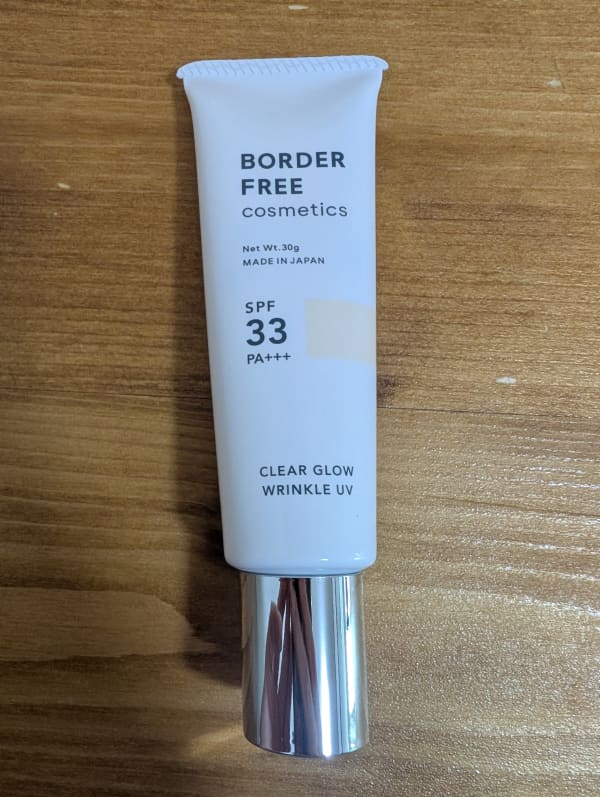 BORDER
FREE
cosmetics
Net Wt. 30g
MADE IN JAPAN
SPF
33
PA+++
CLEAR GLOW
WRINKLE UV